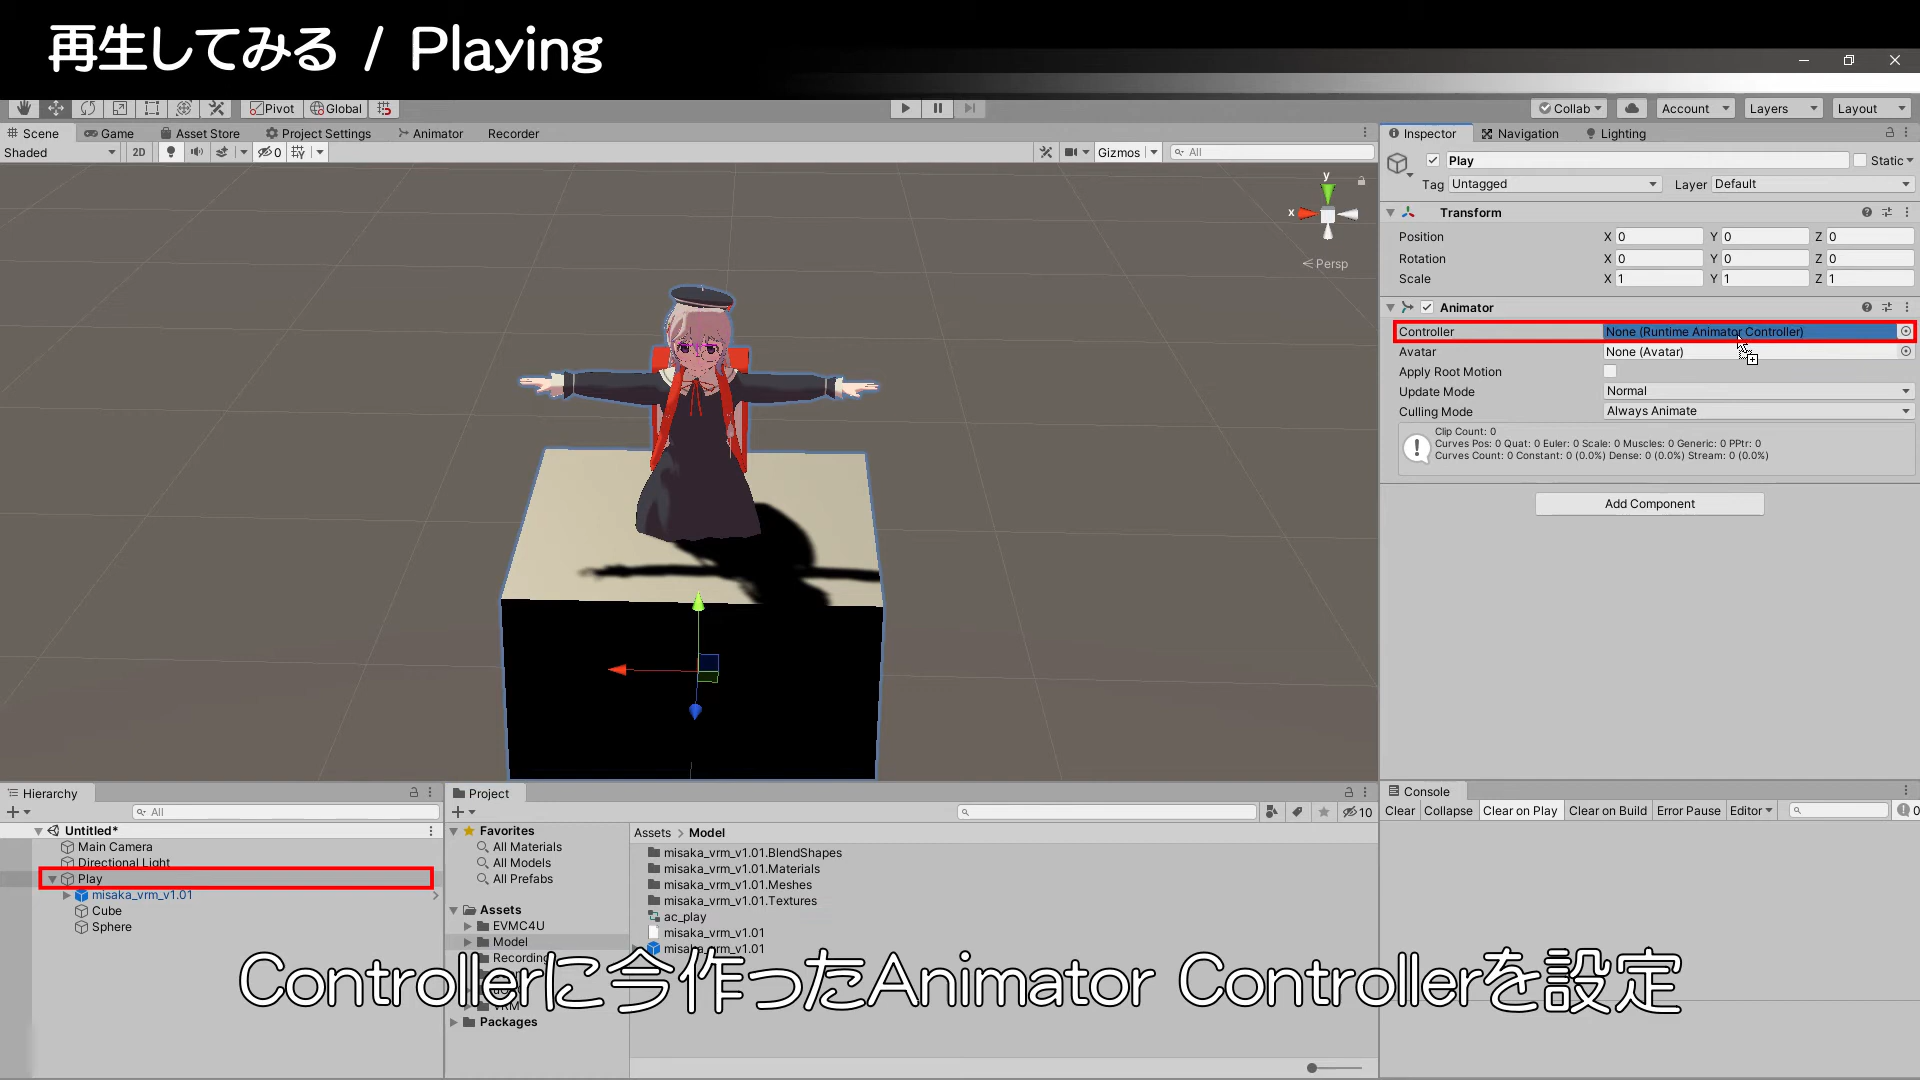 再生してみる / Playing
Pivot
Global
Collab
Account
Layers
Layout
Scene
Game
Asset Store
Project Settings
Animator
Recorder
Shaded
2D
0
Gizmos
All
y
x
Persp
Inspector
Navigation
Lighting
Play
Static
Tag Untagged
Layer Default
Transform
Position X 0 Y 0 Z 0
Rotation X 0 Y 0 Z 0
Scale X 1 Y 1 Z 1
Animator
Controller None (Runtime Animator Controller)
Avatar None (Avatar)
Apply Root Motion
Update Mode Normal
Culling Mode Always Animate
Clip Count: 0
Curves Pos: 0 Quat: 0 Euler: 0 Scale: 0 Muscles: 0 Generic: 0 PPtr: 0
Curves Count: 0 Constant: 0 (0.0%) Dense: 0 (0.0%) Stream: 0 (0.0%)
Add Component
Hierarchy
All
Untitled*
Main Camera
Directional Light
Play
misaka_vrm_v1.01
Cube
Sphere
Project
10
Favorites
All Materials
All Models
All Prefabs
Assets
EVMC4U
Model
Recording
VRM
Packages
Assets > Model
misaka_vrm_v1.01.BlendShapes
misaka_vrm_v1.01.Materials
misaka_vrm_v1.01.Meshes
misaka_vrm_v1.01.Textures
ac_play
misaka_vrm_v1.01
misaka_vrm_v1.01
Console
Clear
Collapse
Clear on Play
Clear on Build
Error Pause
Editor
0
Controllerに今作ったAnimator Controllerを設定